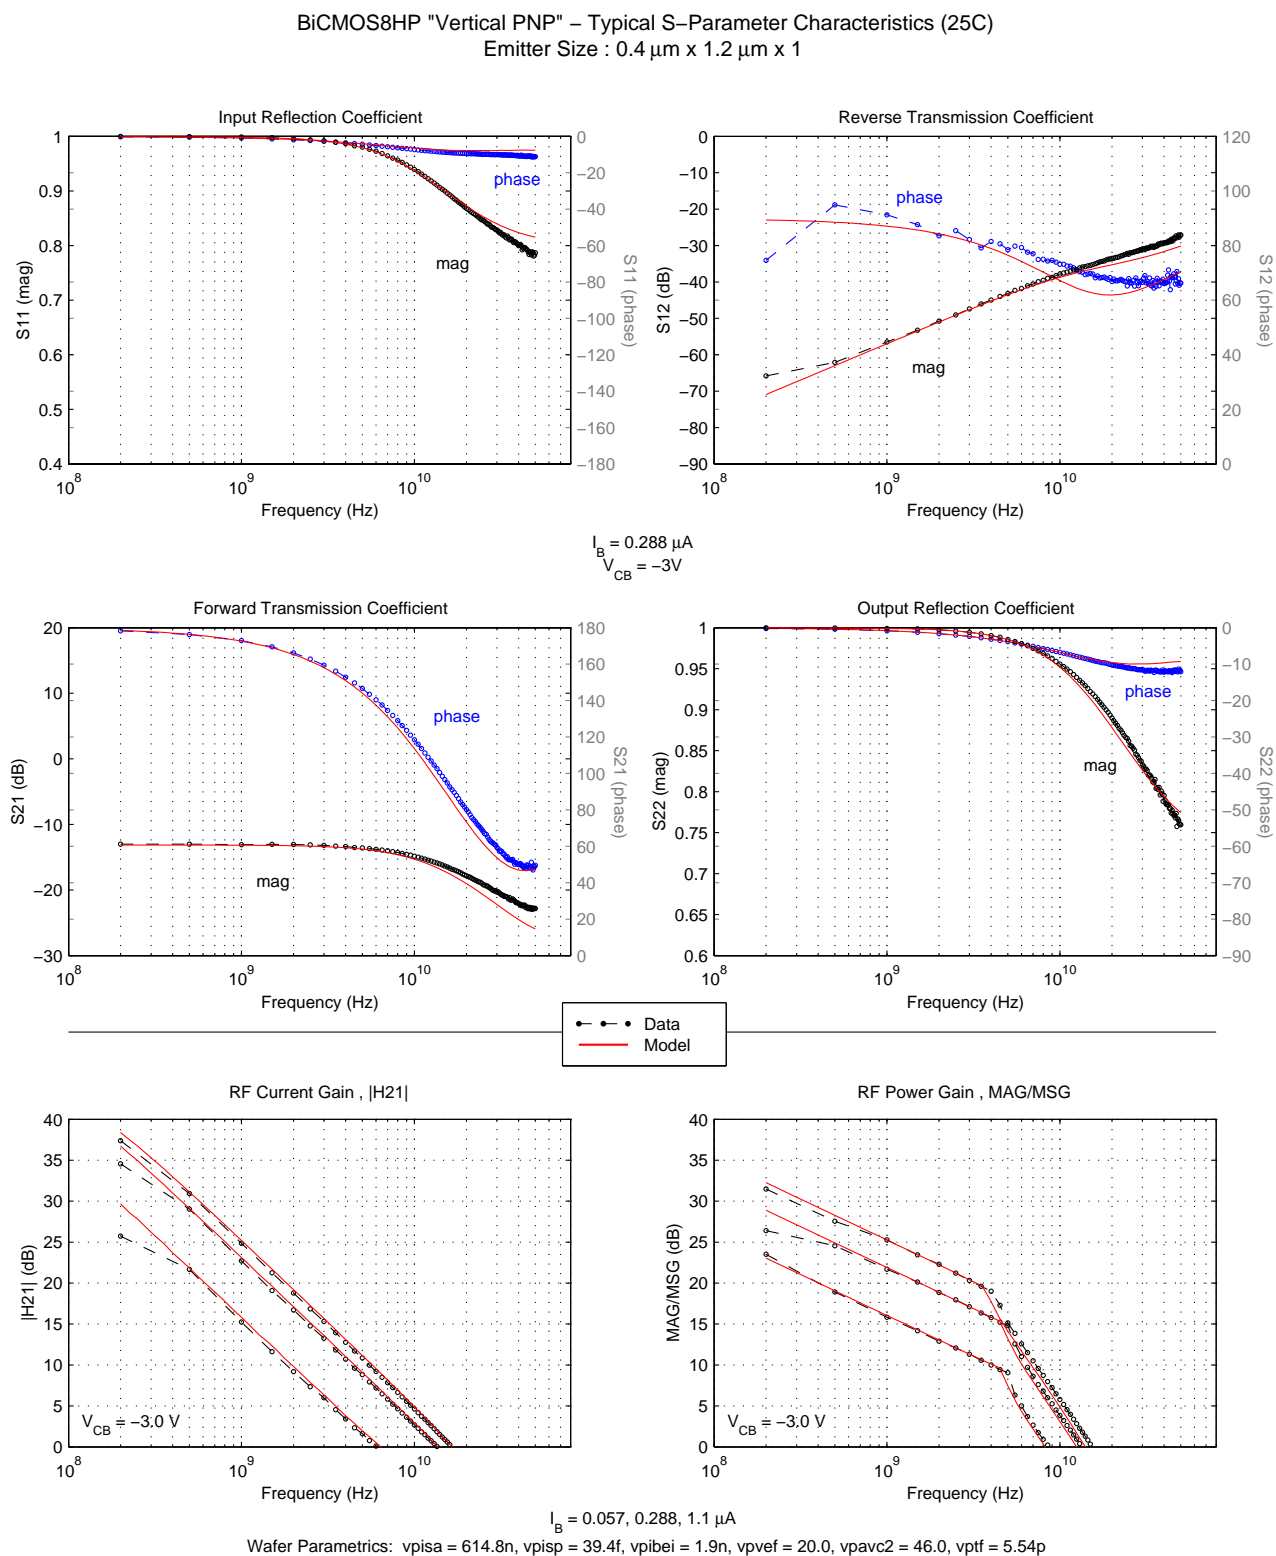 BiCMOS8HP "Vertical PNP" − Typical S−Parameter Characteristics (25C)
Emitter Size : 0.4 μm x 1.2 μm x 1
Input Reflection Coefficient
1
0.9
0.8
0.7
0.6
0.5
0.4
S11 (mag)
0
−20
−40
−60
−80
−100
−120
−140
−160
−180
S11 (phase)
phase
mag
10^8
10^9
10^10
Frequency (Hz)
Reverse Transmission Coefficient
0
−10
−20
−30
−40
−50
−60
−70
−80
−90
S12 (dB)
120
100
80
60
40
20
0
S12 (phase)
phase
mag
10^8
10^9
10^10
Frequency (Hz)
I_B = 0.288 μA
V_CB = −3V
Forward Transmission Coefficient
20
10
0
−10
−20
−30
S21 (dB)
180
160
140
120
100
80
60
40
20
0
S21 (phase)
phase
mag
10^8
10^9
10^10
Frequency (Hz)
Output Reflection Coefficient
1
0.95
0.9
0.85
0.8
0.75
0.7
0.65
0.6
S22 (mag)
0
−10
−20
−30
−40
−50
−60
−70
−80
−90
S22 (phase)
phase
mag
10^8
10^9
10^10
Frequency (Hz)
Data
Model
RF Current Gain , |H21|
40
35
30
25
20
15
10
5
0
|H21| (dB)
V_CB = −3.0 V
10^8
10^9
10^10
Frequency (Hz)
RF Power Gain , MAG/MSG
40
35
30
25
20
15
10
5
0
MAG/MSG (dB)
V_CB = −3.0 V
10^8
10^9
10^10
Frequency (Hz)
I_B = 0.057, 0.288, 1.1 μA
Wafer Parametrics: vpisa = 614.8n, vpisp = 39.4f, vpibei = 1.9n, vpvef = 20.0, vpavc2 = 46.0, vptf = 5.54p